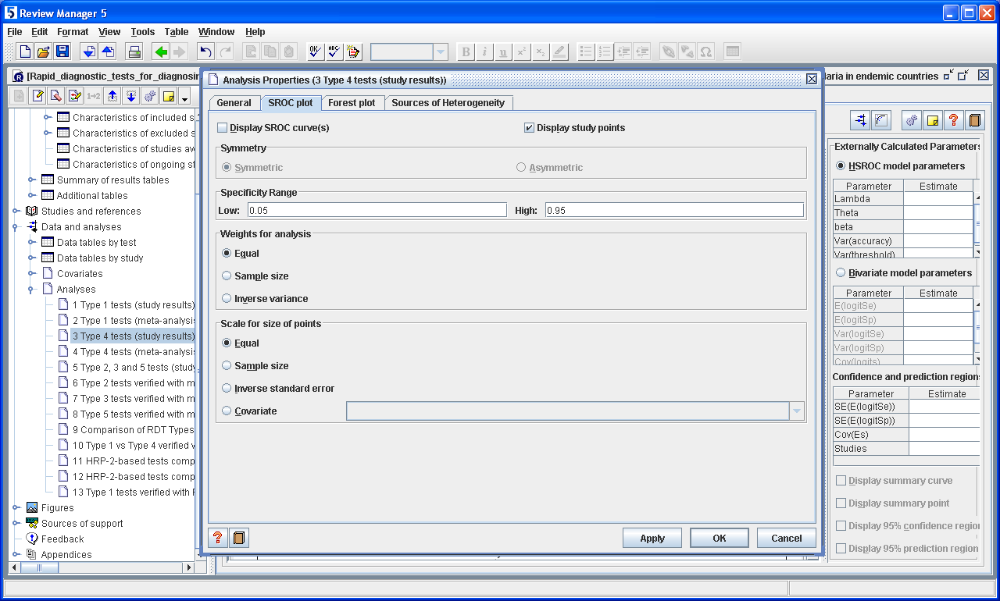 Review Manager 5
File Edit Format View Tools Table Window Help
[Rapid_diagnostic_tests_for_diagnosin
laria in endemic countries
Characteristics of included s
Characteristics of excluded s
Characteristics of studies aw
Characteristics of ongoing st
Summary of results tables
Additional tables
Studies and references
Data and analyses
Data tables by test
Data tables by study
Covariates
Analyses
1 Type 1 tests (study results)
2 Type 1 tests (meta-analysis
3 Type 4 tests (study results)
4 Type 4 tests (meta-analysis
5 Type 2, 3 and 5 tests (study
6 Type 2 tests verified with m
7 Type 3 tests verified with m
8 Type 5 tests verified with m
9 Comparison of RDT Types
10 Type 1 vs Type 4 verified v
11 HRP-2-based tests comp
12 HRP-2-based tests comp
13 Type 1 tests verified with P
Figures
Sources of support
Feedback
Appendices
Analysis Properties (3 Type 4 tests (study results))
General SROC plot Forest plot Sources of Heterogeneity
Display SROC curve(s) Display study points
Symmetry
Symmetric Asymmetric
Specificity Range
Low: 0.05 High: 0.95
Weights for analysis
Equal
Sample size
Inverse variance
Scale for size of points
Equal
Sample size
Inverse standard error
Covariate
Apply OK Cancel
Externally Calculated Parameters
HSROC model parameters
Parameter Estimate
Lambda
Theta
beta
Var(accuracy)
Var(threshold)
Bivariate model parameters
Parameter Estimate
E(logitSe)
E(logitSp)
Var(logitSe)
Var(logitSp)
Cov(logits)
Confidence and prediction region
Parameter Estimate
SE(E(logitSe))
SE(E(logitSp))
Cov(Es)
Studies
Display summary curve
Display summary point
Display 95% confidence region
Display 95% prediction region